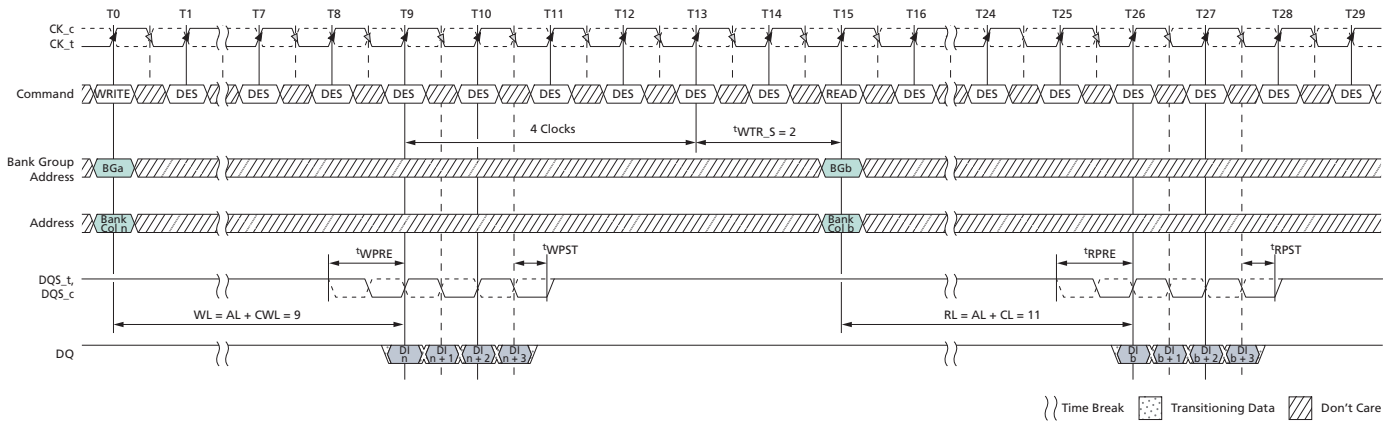 T0 T1 T7 T8 T9 T10 T11 T12 T13 T14 T15 T16 T24 T25 T26 T27 T28 T29
CK_c
CK_t
Command WRITE DES DES DES DES DES DES DES DES DES READ DES DES DES DES DES DES DES
4 Clocks tWTR_S = 2
Bank Group
Address
BGa BGb
Address
Bank
Col n
Bank
Col b
tWPRE tWPST tRPRE tRPST
DQS_t,
DQS_c
WL = AL + CWL = 9 RL = AL + CL = 11
DQ
DI DI DI DI DI DI DI DI
n n + 1 n + 2 n + 3 b b + 1 b + 2 b + 3
Time Break Transitioning Data Don't Care